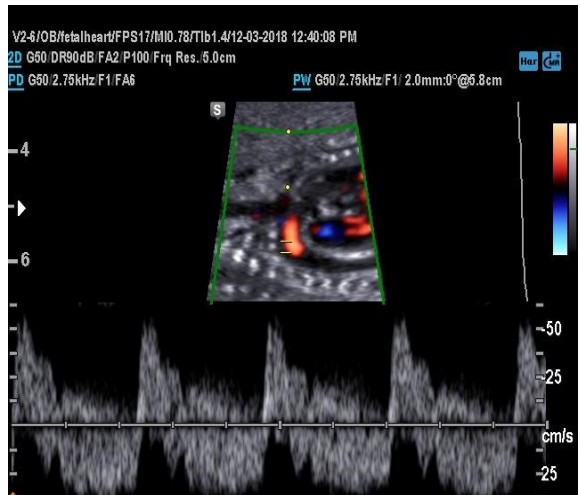 V2-6/OB/fetalheart/FPS17/MI0.78/TIb1.4/12-03-2018 12:40:08 PM
2D G50/DR90dB/FA2/P100/Frq Res./5.0cm
Har CMR
PD G50/2.75kHz/F1/FA6
PW G50/2.75kHz/F1/ 2.0mm:0°@5.8cm
S
4
6
-50
-25
cm/s
25